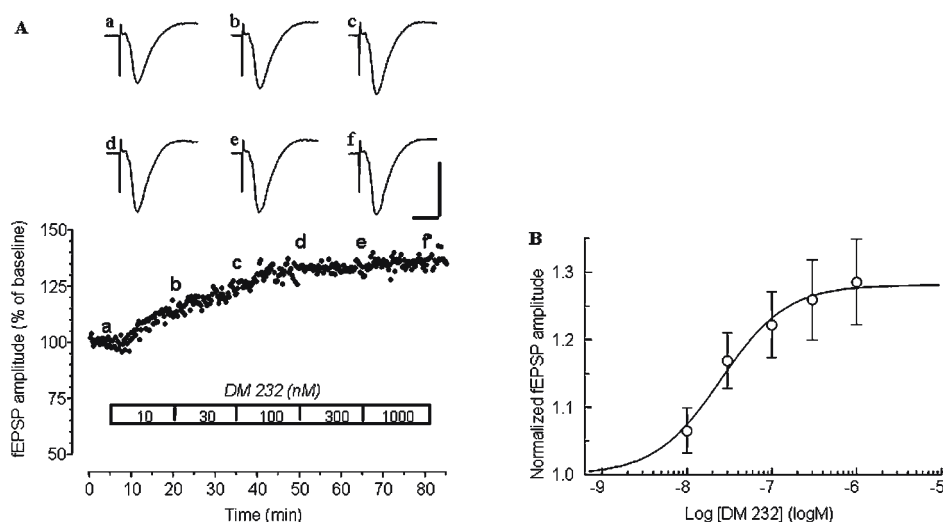 A
a b c
d e f
150
125
100
75
50
fEPSP amplitude (% of baseline)
a b c d e f
DM 232 (nM)
10 30 100 300 1000
0 10 20 30 40 50 60 70 80
Time (min)
B
1.3
1.2
1.1
1.0
Normalized fEPSP amplitude
-9 -8 -7 -6 -5
Log [DM 232] (logM)